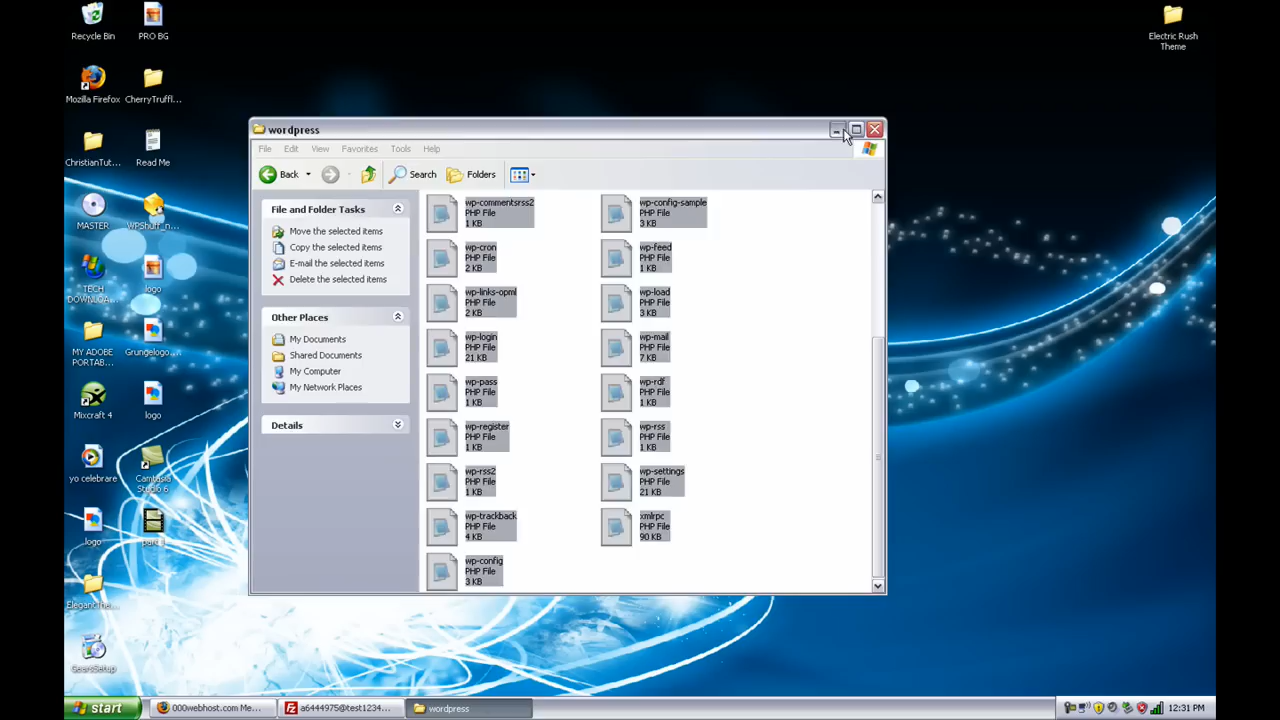 Recycle Bin
PRO BG
Electric Rush
Theme
Mozilla Firefox
CherryTruffl...
ChristianTut...
Read Me
MASTER
WPShuff_n...
TECH
DOWNLOA...
logo
MY ADOBE
PORTAB...
Grungelogo....
Mixcraft 4
logo
yo celebrare
Camtasia
Studio 6
logo
GeersSetup
wordpress
File
Edit
View
Favorites
Tools
Help
Back
Search
Folders
File and Folder Tasks
Move the selected items
Copy the selected items
E-mail the selected items
Delete the selected items
Other Places
My Documents
Shared Documents
My Computer
My Network Places
Details
wp-commentsrss2
PHP File
1 KB
wp-config-sample
PHP File
3 KB
wp-cron
PHP File
2 KB
wp-feed
PHP File
1 KB
wp-links-opml
PHP File
2 KB
wp-load
PHP File
3 KB
wp-login
PHP File
21 KB
wp-mail
PHP File
7 KB
wp-pass
PHP File
1 KB
wp-rdf
PHP File
1 KB
wp-register
PHP File
1 KB
wp-rss
PHP File
1 KB
wp-rss2
PHP File
1 KB
wp-settings
PHP File
21 KB
wp-trackback
PHP File
4 KB
xmlrpc
PHP File
90 KB
wp-config
PHP File
3 KB
start
000webhost.com Me...
a6444975@test1234...
wordpress
12:31 PM